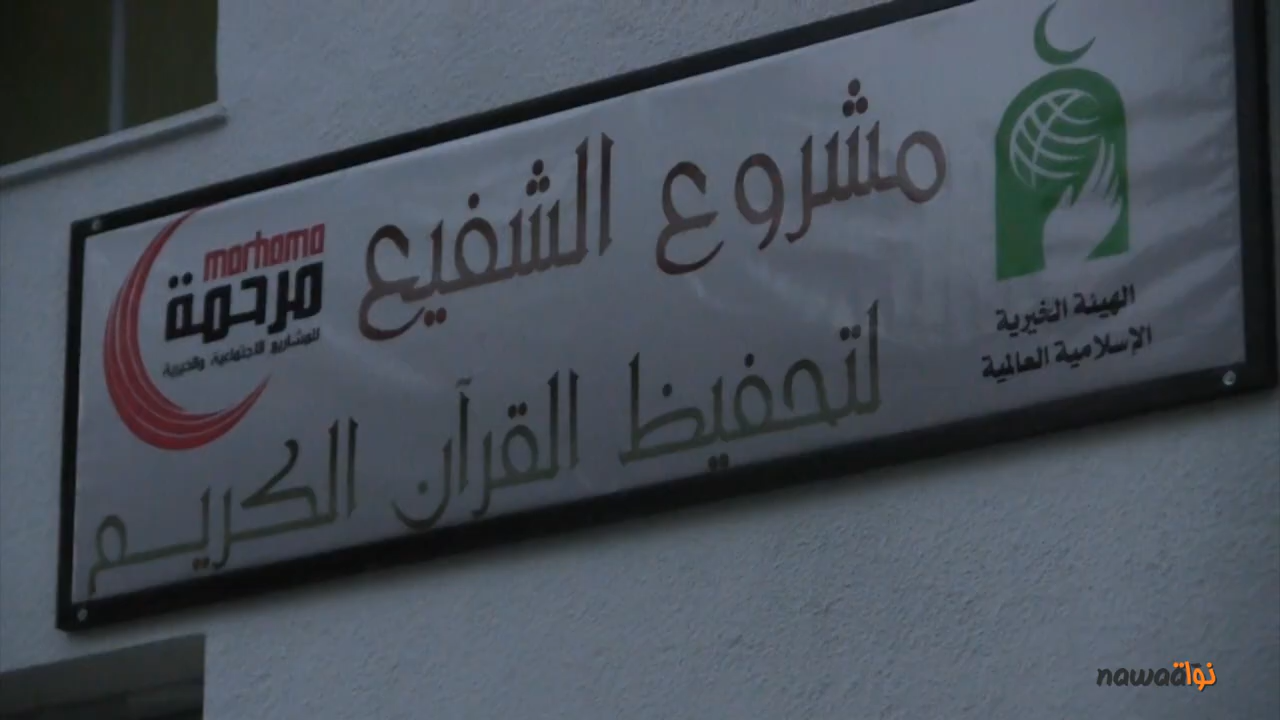 مشروع الشفيع
لتحفيظ القرآن الكريم
الهيئة الخيرية
الإسلامية العالمية
marhama
مرحمة
للمشاريع الاجتماعية والخيرية
nawaat نواة